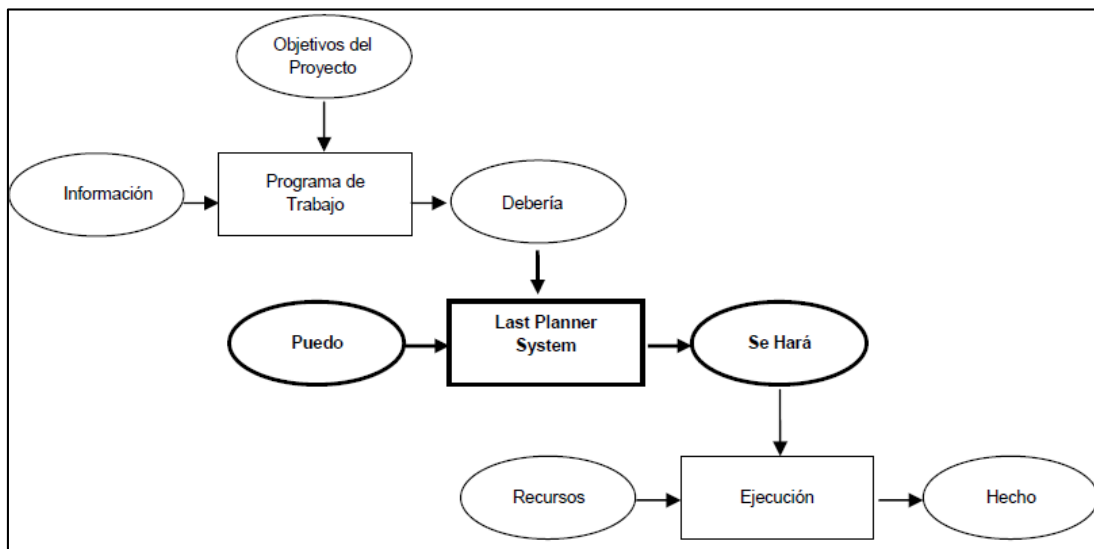 Objetivos del
Proyecto
Información
Programa de
Trabajo
Debería
Puedo
Last Planner
System
Se Hará
Recursos
Ejecución
Hecho